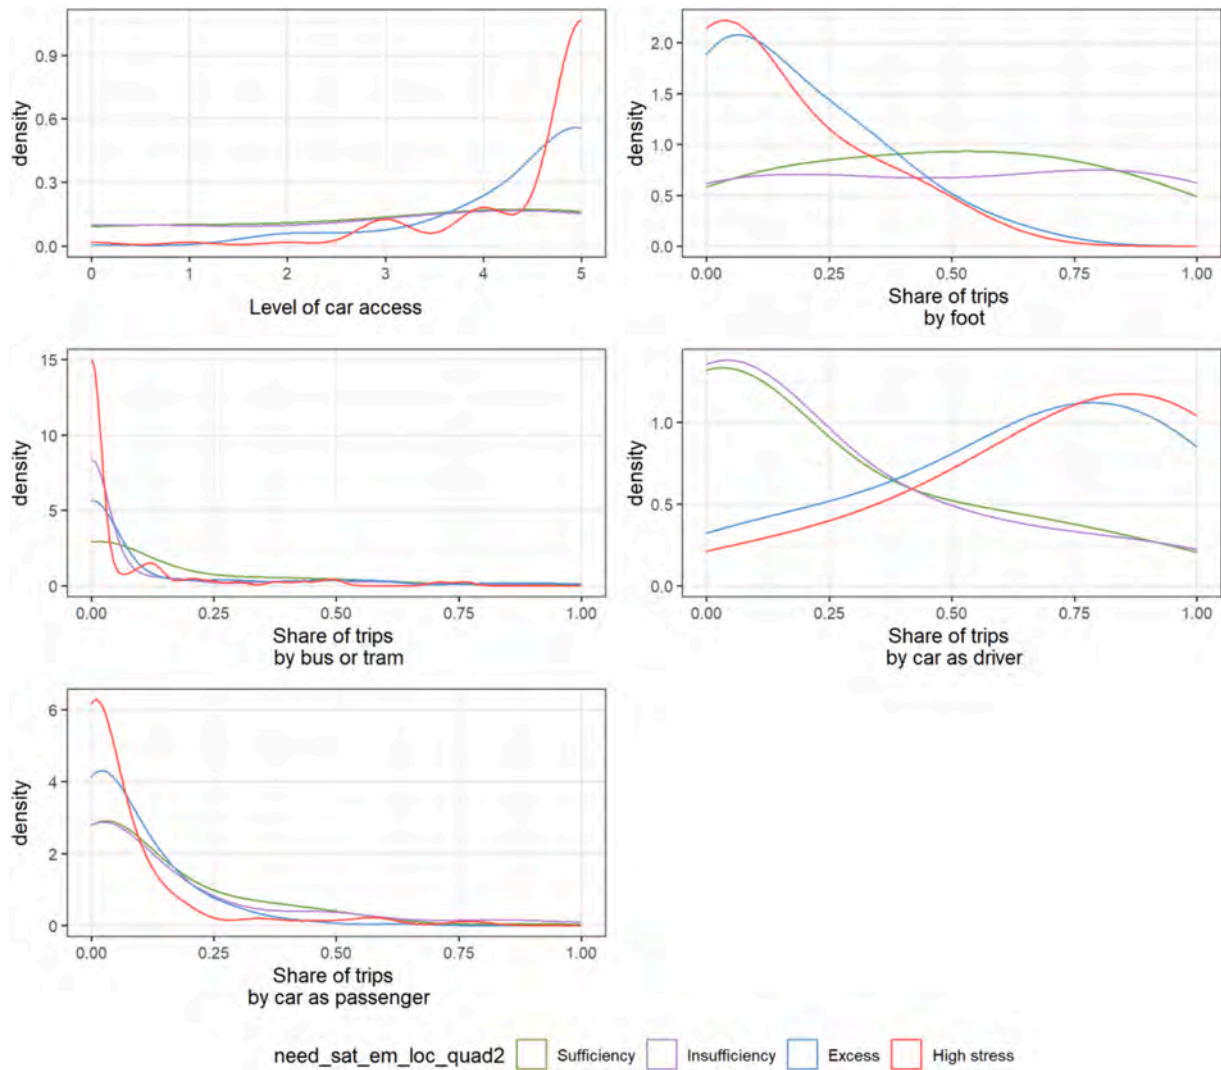 density
0.9
0.6
0.3
0.0
0 1 2 3 4 5
Level of car access
density
2.0
1.5
1.0
0.5
0.0
0.00 0.25 0.50 0.75 1.00
Share of trips
by foot
density
15
10
5
0
0.00 0.25 0.50 0.75 1.00
Share of trips
by bus or tram
density
1.0
0.5
0.0
0.00 0.25 0.50 0.75 1.00
Share of trips
by car as driver
density
6
4
2
0
0.00 0.25 0.50 0.75 1.00
Share of trips
by car as passenger
need_sat_em_loc_quad2 Sufficiency Insufficiency Excess High stress